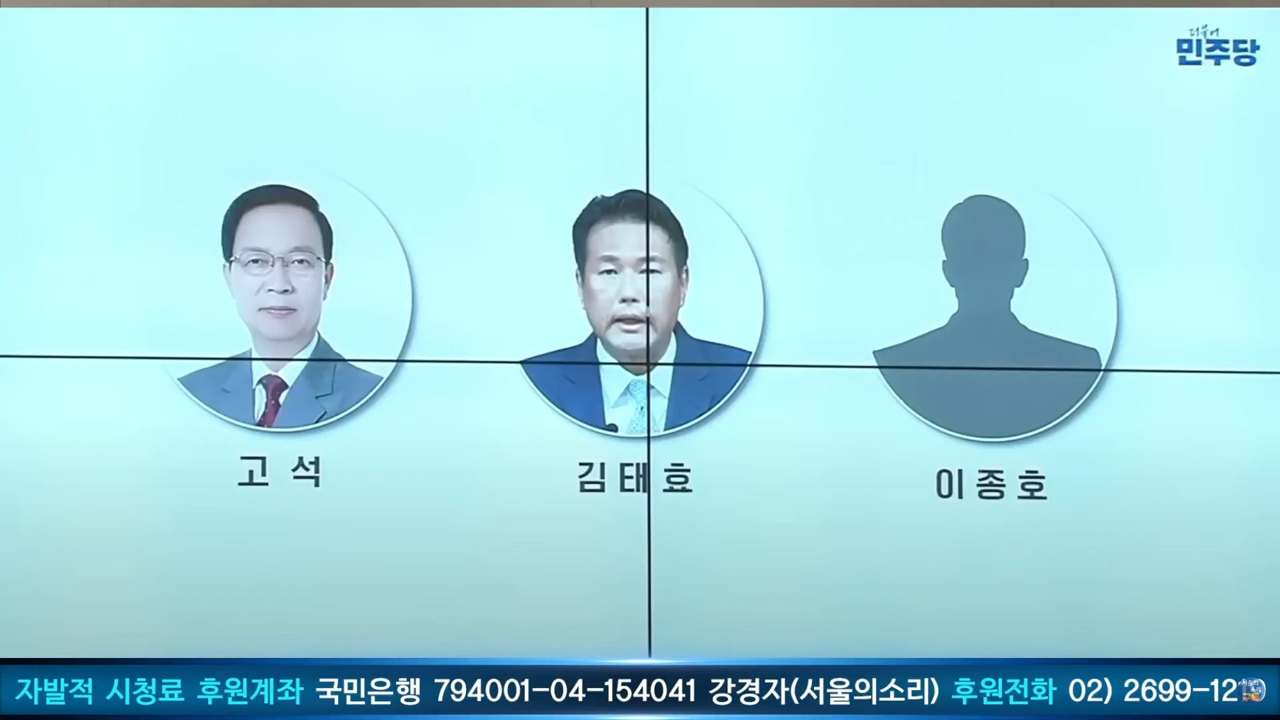 더불어
민주당
고 석
김태효
이종호
자발적 시청료 후원계좌 국민은행 794001-04-154041 강경자(서울의소리) 후원전화 02) 2699-12